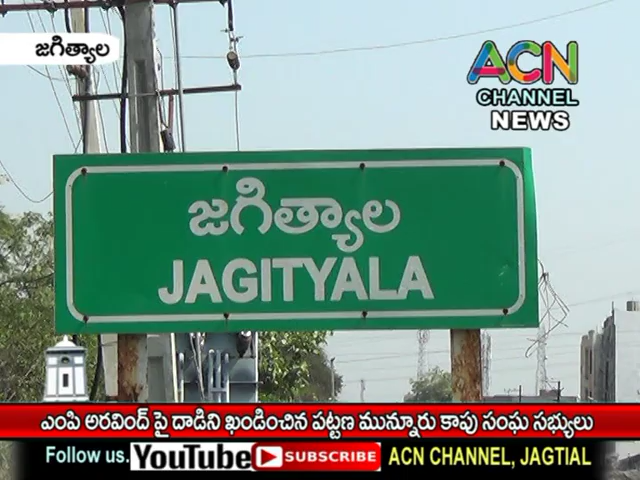 జగిత్యాల
ACN
CHANNEL
NEWS
జగిత్యాల
JAGITYALA
ఎంపి అరవింద్ పై దాడిని ఖండించిన పట్టణ మున్నూరు కాపు సంఘ సభ్యులు
Follow us. YouTube SUBSCRIBE ACN CHANNEL, JAGTIAL